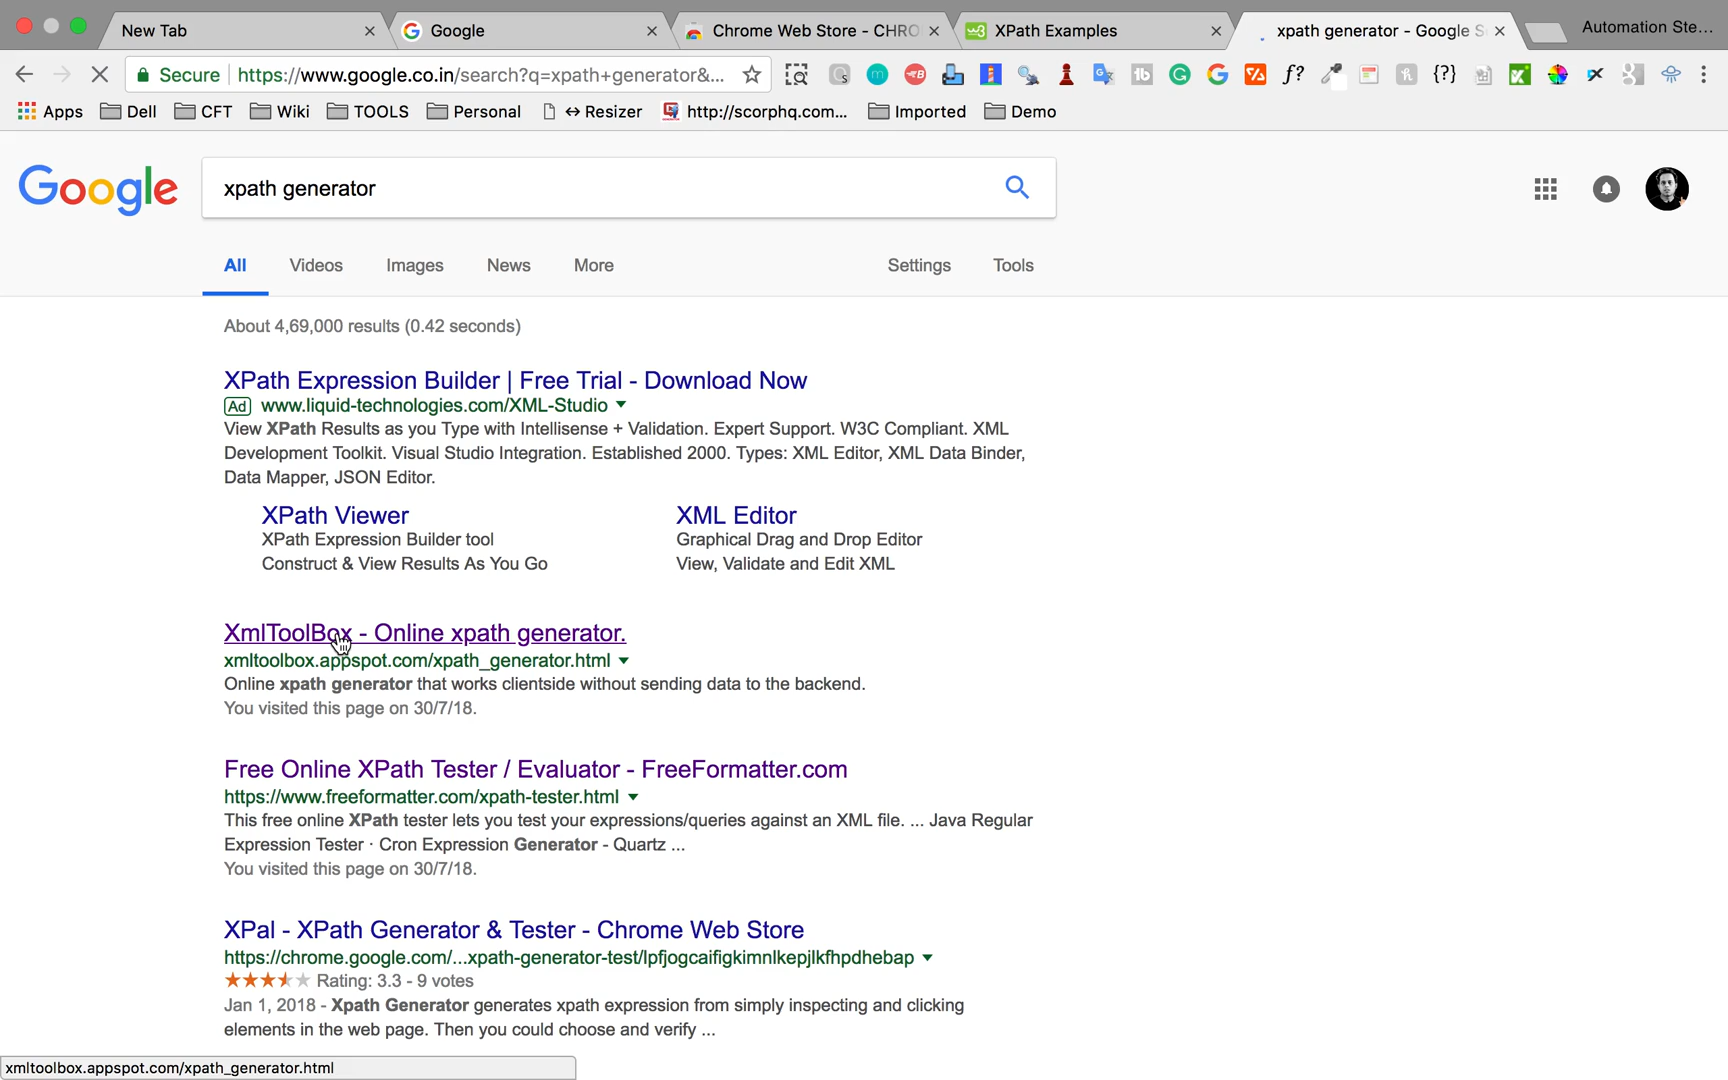 New Tab
Google
Chrome Web Store - CHRO
XPath Examples
xpath generator - Google S
Automation Ste...
Secure
https://www.google.co.in/search?q=xpath+generator&...
Apps
Dell
CFT
Wiki
TOOLS
Personal
↔ Resizer
http://scorphq.com...
Imported
Demo
Google
xpath generator
All
Videos
Images
News
More
Settings
Tools
About 4,69,000 results (0.42 seconds)
XPath Expression Builder | Free Trial - Download Now
Ad www.liquid-technologies.com/XML-Studio
View XPath Results as you Type with Intellisense + Validation. Expert Support. W3C Compliant. XML
Development Toolkit. Visual Studio Integration. Established 2000. Types: XML Editor, XML Data Binder,
Data Mapper, JSON Editor.
XPath Viewer
XPath Expression Builder tool
Construct & View Results As You Go
XML Editor
Graphical Drag and Drop Editor
View, Validate and Edit XML
XmlToolBox - Online xpath generator.
xmltoolbox.appspot.com/xpath_generator.html
Online xpath generator that works clientside without sending data to the backend.
You visited this page on 30/7/18.
Free Online XPath Tester / Evaluator - FreeFormatter.com
https://www.freeformatter.com/xpath-tester.html
This free online XPath tester lets you test your expressions/queries against an XML file. ... Java Regular
Expression Tester · Cron Expression Generator - Quartz ...
You visited this page on 30/7/18.
XPal - XPath Generator & Tester - Chrome Web Store
https://chrome.google.com/...xpath-generator-test/lpfjogcaifigkimnlkepjlkfhpdhebap
Rating: 3.3 - 9 votes
Jan 1, 2018 - Xpath Generator generates xpath expression from simply inspecting and clicking
elements in the web page. Then you could choose and verify ...
xmltoolbox.appspot.com/xpath_generator.html